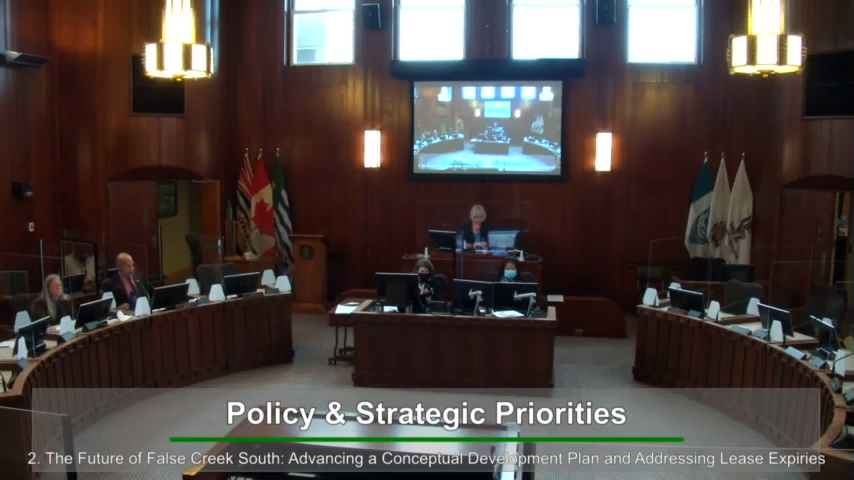 Policy & Strategic Priorities
2. The Future of False Creek South: Advancing a Conceptual Development Plan and Addressing Lease Expiries